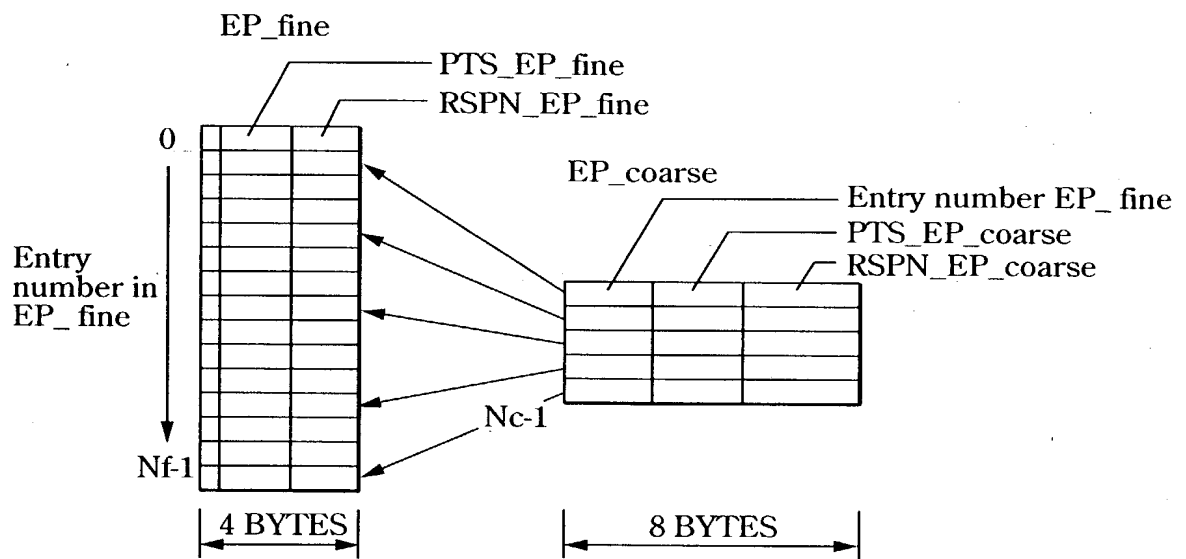 EP_fine
PTS_EP_fine
RSPN_EP_fine
0
EP_coarse
Entry number EP_ fine
PTS_EP_coarse
RSPN_EP_coarse
Entry
number in
EP_ fine
Nc-1
Nf-1
4 BYTES
8 BYTES